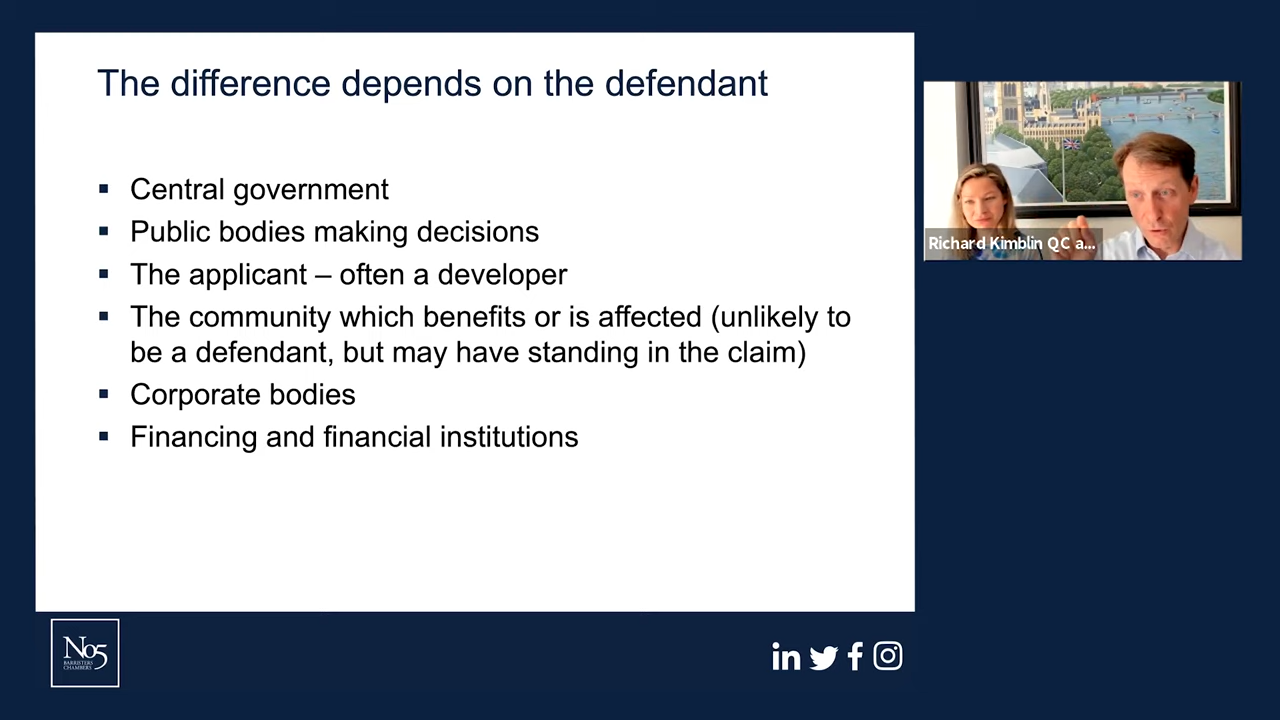 The difference depends on the defendant
▪ Central government
▪ Public bodies making decisions
▪ The applicant – often a developer
▪ The community which benefits or is affected (unlikely to
be a defendant, but may have standing in the claim)
▪ Corporate bodies
▪ Financing and financial institutions
Richard Kimblin QC a...
No5
BARRISTERS
CHAMBERS